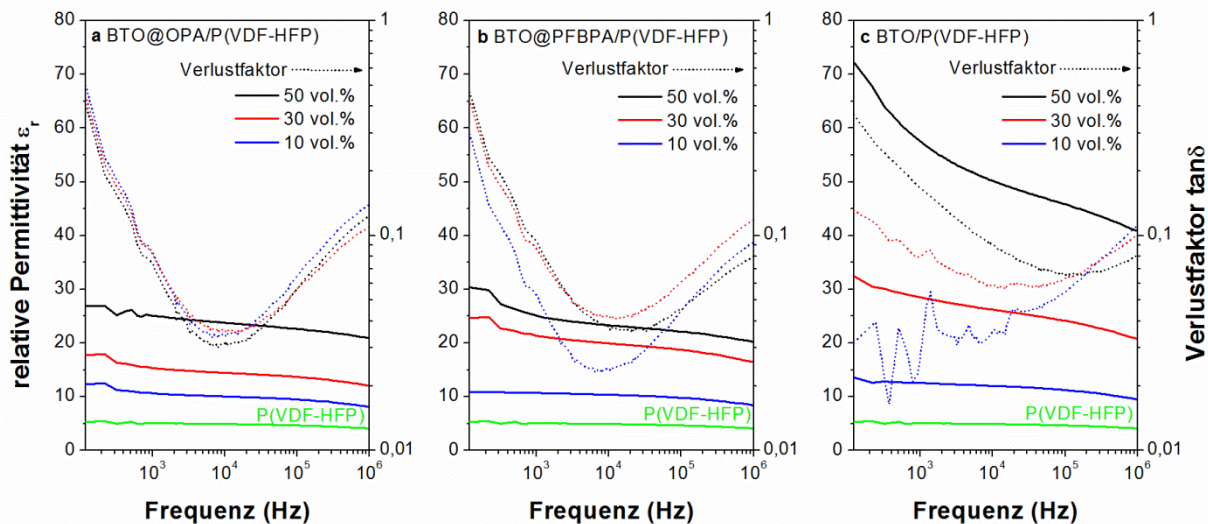 relative Permittivität εr
80
70
60
50
40
30
20
10
0
a BTO@OPA/P(VDF-HFP)
Verlustfaktor
50 vol.%
30 vol.%
10 vol.%
P(VDF-HFP)
1
0,1
0,01
10³ 10⁴ 10⁵ 10⁶
Frequenz (Hz)
80
70
60
50
40
30
20
10
0
b BTO@PFBPA/P(VDF-HFP)
Verlustfaktor
50 vol.%
30 vol.%
10 vol.%
P(VDF-HFP)
1
0,1
0,01
10³ 10⁴ 10⁵ 10⁶
Frequenz (Hz)
80
70
60
50
40
30
20
10
0
c BTO/P(VDF-HFP)
Verlustfaktor
50 vol.%
30 vol.%
10 vol.%
P(VDF-HFP)
1
0,1
0,01
10³ 10⁴ 10⁵ 10⁶
Frequenz (Hz)
Verlustfaktor tanδ